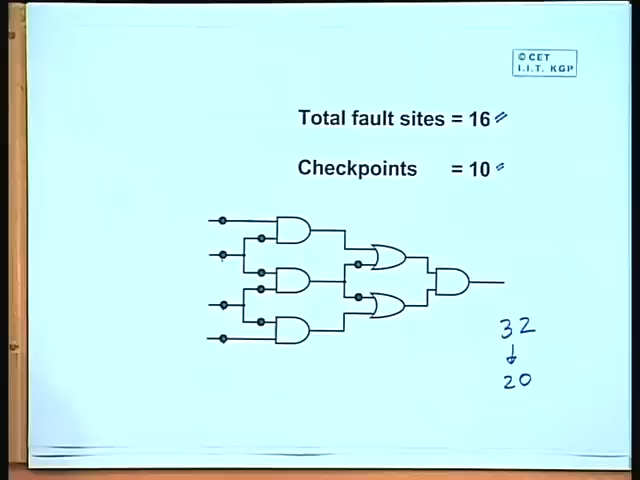 © CET
I.I.T. KGP
Total fault sites = 16
Checkpoints = 10
32
20